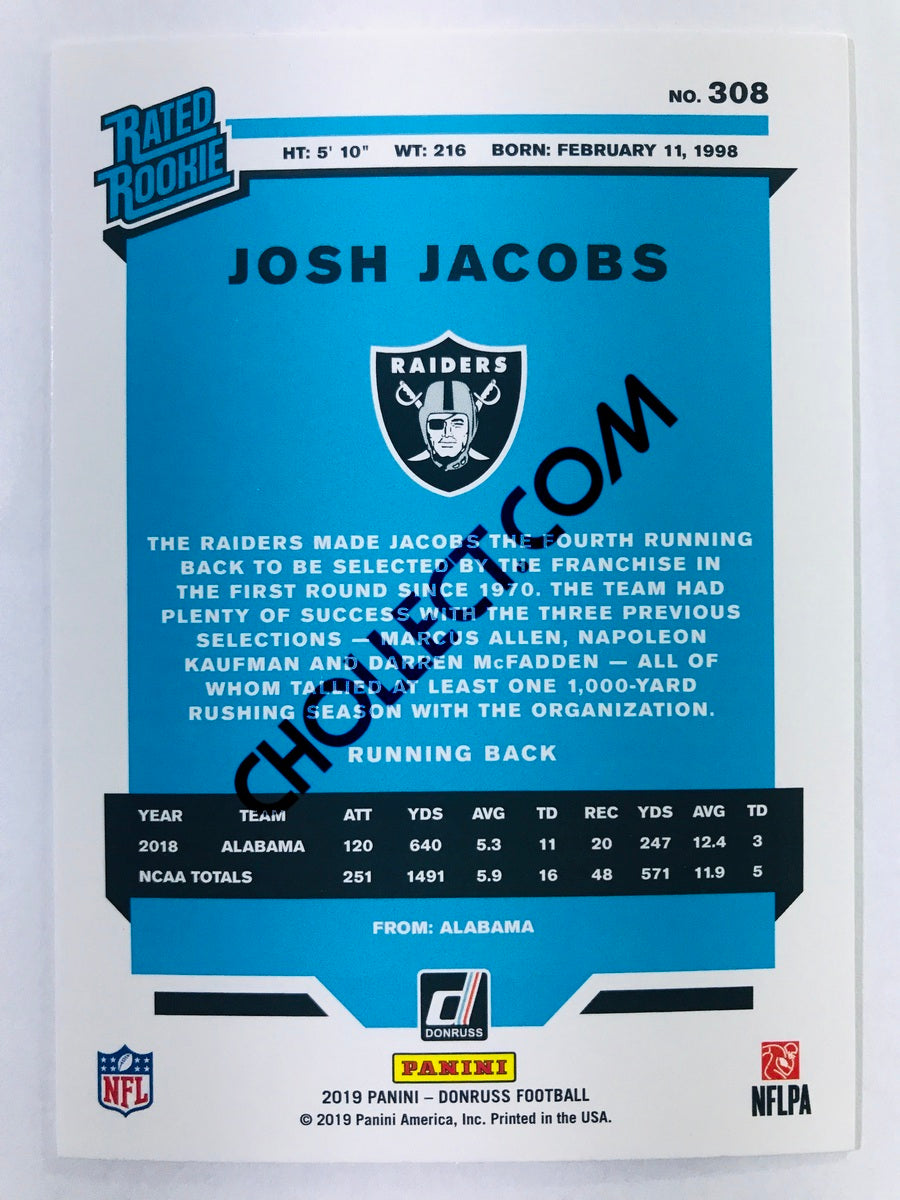 RATED
ROOKIE
NO. 308
HT: 5' 10" WT: 216 BORN: FEBRUARY 11, 1998
JOSH JACOBS
RAIDERS
THE RAIDERS MADE JACOBS THE FOURTH RUNNING
BACK TO BE SELECTED BY THE FRANCHISE IN
THE FIRST ROUND SINCE 1970. THE TEAM HAD
PLENTY OF SUCCESS WITH THE THREE PREVIOUS
SELECTIONS — MARCUS ALLEN, NAPOLEON
KAUFMAN AND DARREN McFADDEN — ALL OF
WHOM TALLIED AT LEAST ONE 1,000-YARD
RUSHING SEASON WITH THE ORGANIZATION.
CHOLLECT.COM
RUNNING BACK
YEAR TEAM ATT YDS AVG TD REC YDS AVG TD
2018 ALABAMA 120 640 5.3 11 20 247 12.4 3
NCAA TOTALS 251 1491 5.9 16 48 571 11.9 5
FROM: ALABAMA
d
DONRUSS
PANINI
NFL
2019 PANINI – DONRUSS FOOTBALL
© 2019 Panini America, Inc. Printed in the USA.
NFLPA